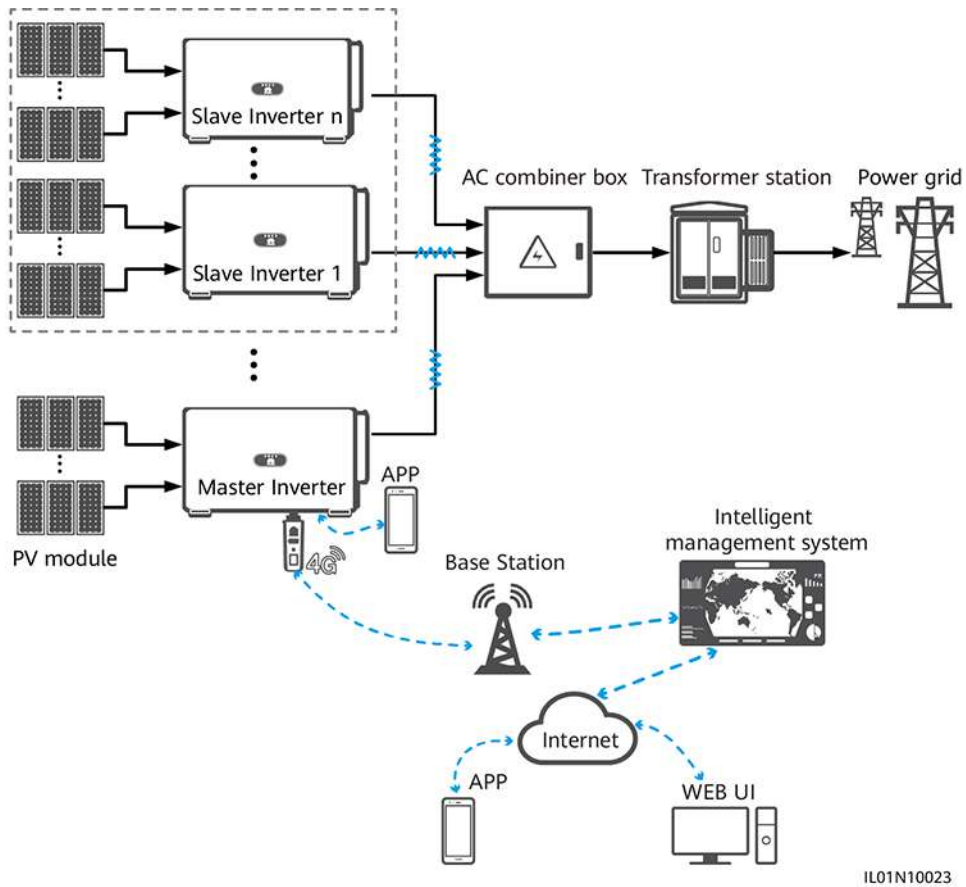 Slave Inverter n
AC combiner box
Transformer station
Power grid
Slave Inverter 1
Master Inverter
APP
PV module
4G
Base Station
Intelligent
management system
Internet
APP
WEB UI
IL01N10023